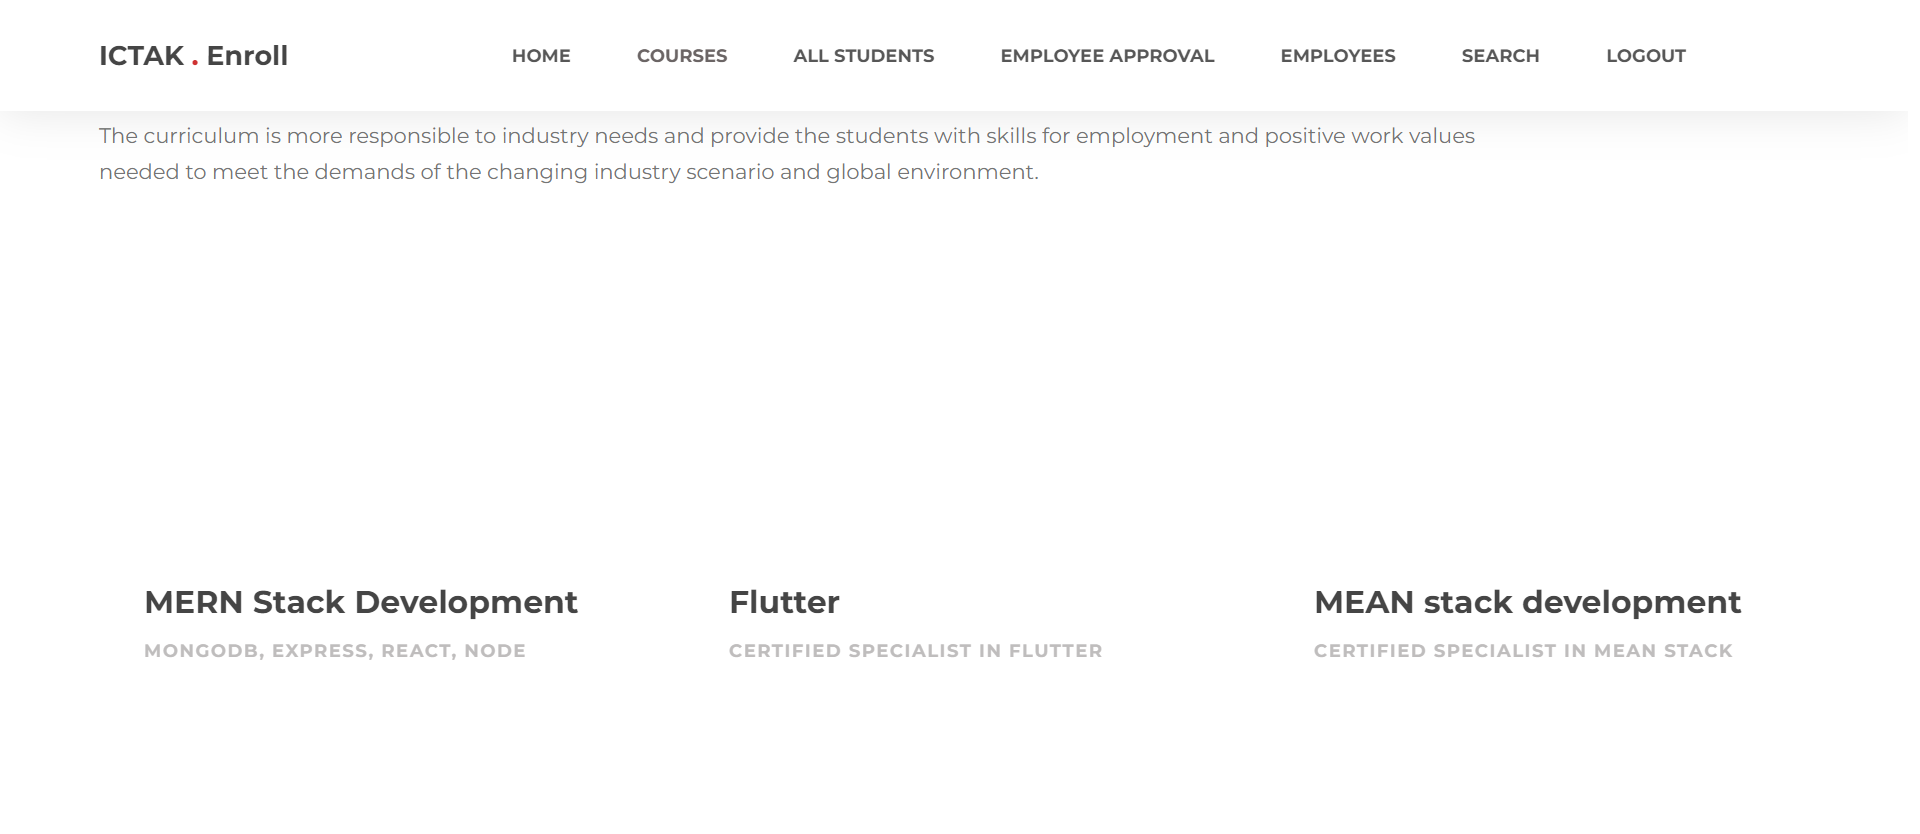 ICTAK . Enroll HOME COURSES ALL STUDENTS EMPLOYEE APPROVAL EMPLOYEES SEARCH LOGOUT
The curriculum is more responsible to industry needs and provide the students with skills for employment and positive work values
needed to meet the demands of the changing industry scenario and global environment.
MERN Stack Development
MONGODB, EXPRESS, REACT, NODE
Flutter
CERTIFIED SPECIALIST IN FLUTTER
MEAN stack development
CERTIFIED SPECIALIST IN MEAN STACK